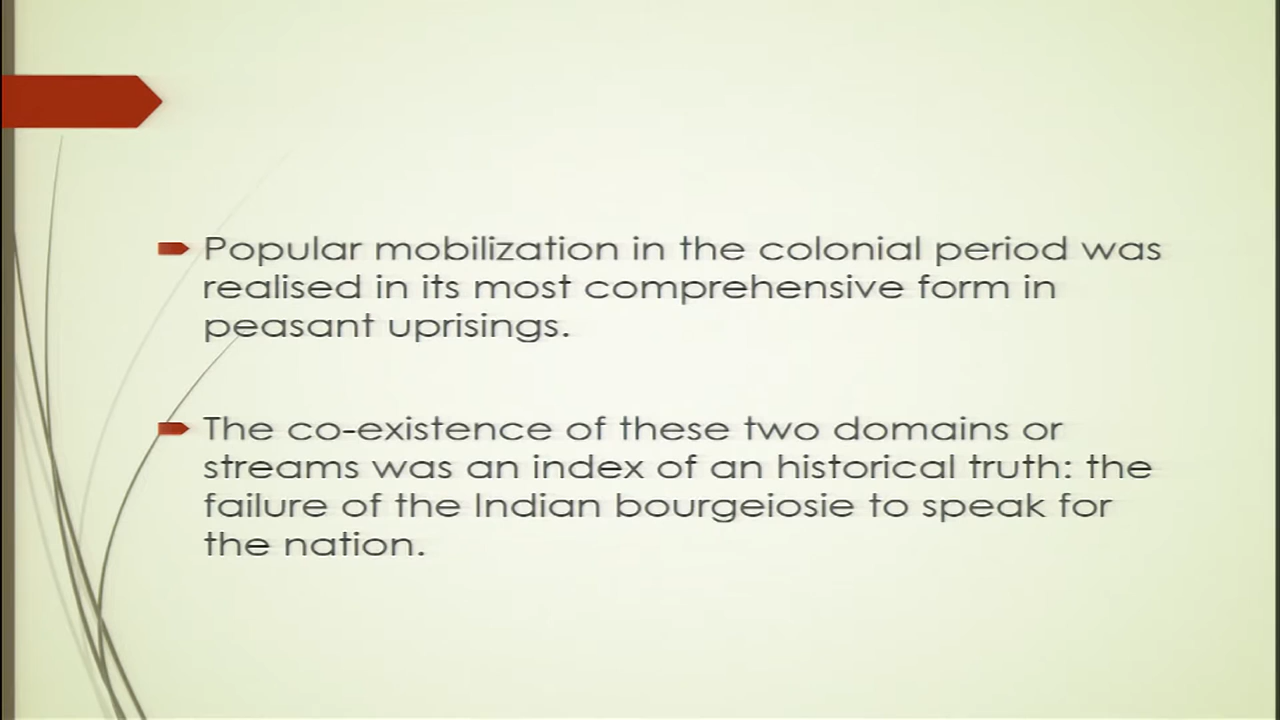 Popular mobilization in the colonial period was
realised in its most comprehensive form in
peasant uprisings.
The co-existence of these two domains or
streams was an index of an historical truth: the
failure of the Indian bourgeiosie to speak for
the nation.